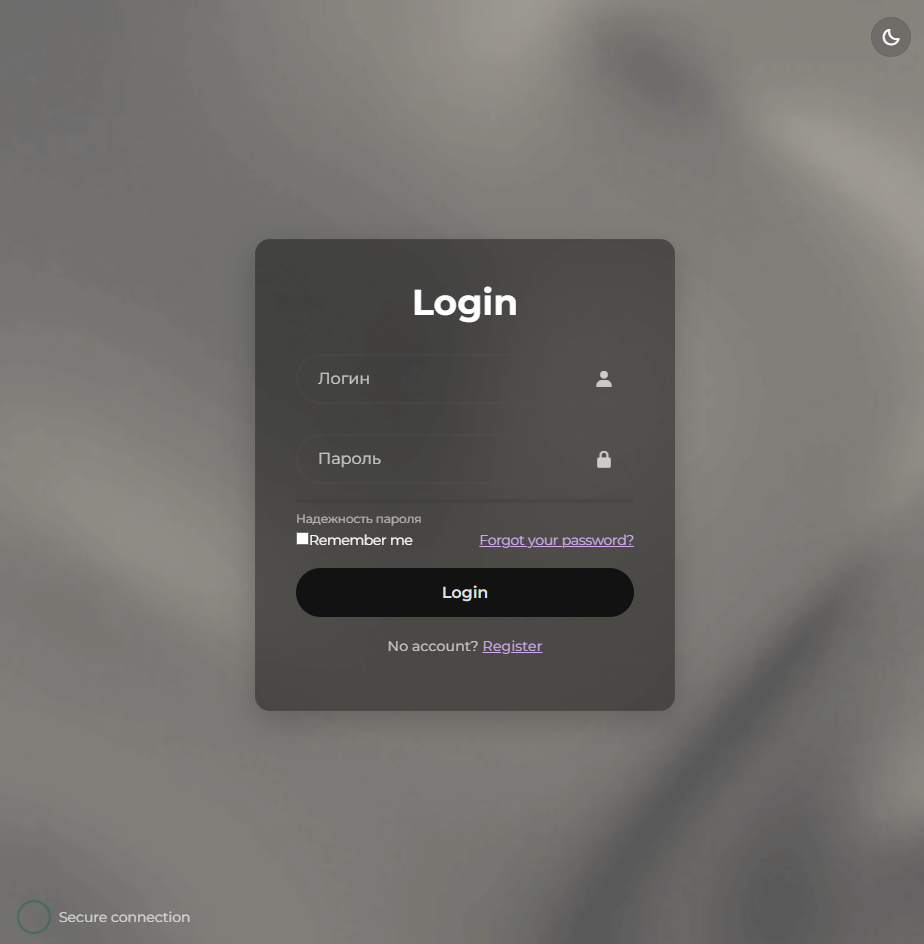 Login
Логин
Пароль
Надежность пароля
Remember me Forgot your password?
Login
No account? Register
Secure connection